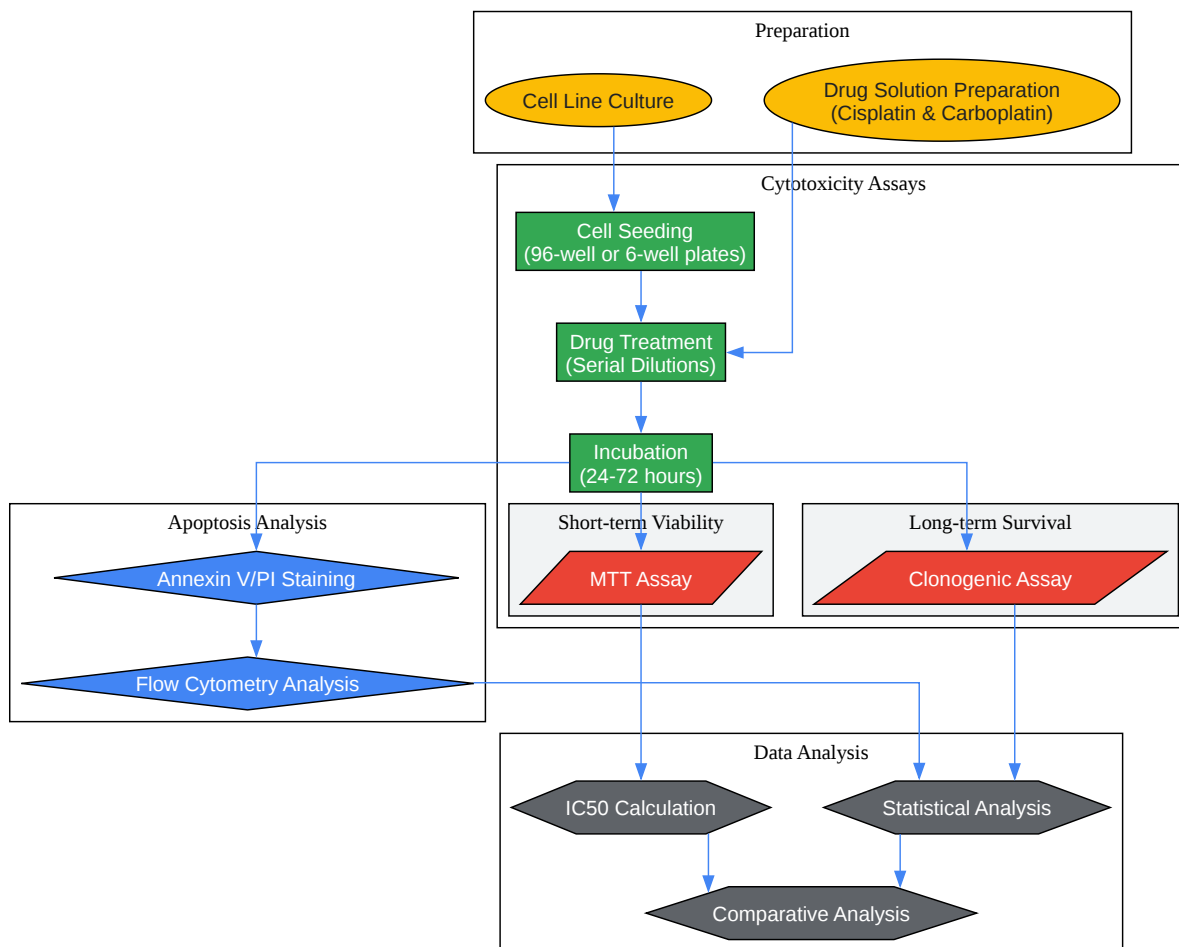 Preparation
Cell Line Culture
Drug Solution Preparation
(Cisplatin & Carboplatin)
Cytotoxicity Assays
Cell Seeding
(96-well or 6-well plates)
Drug Treatment
(Serial Dilutions)
Incubation
(24-72 hours)
Apoptosis Analysis
Annexin V/PI Staining
Flow Cytometry Analysis
Short-term Viability
MTT Assay
Long-term Survival
Clonogenic Assay
Data Analysis
IC50 Calculation
Statistical Analysis
Comparative Analysis